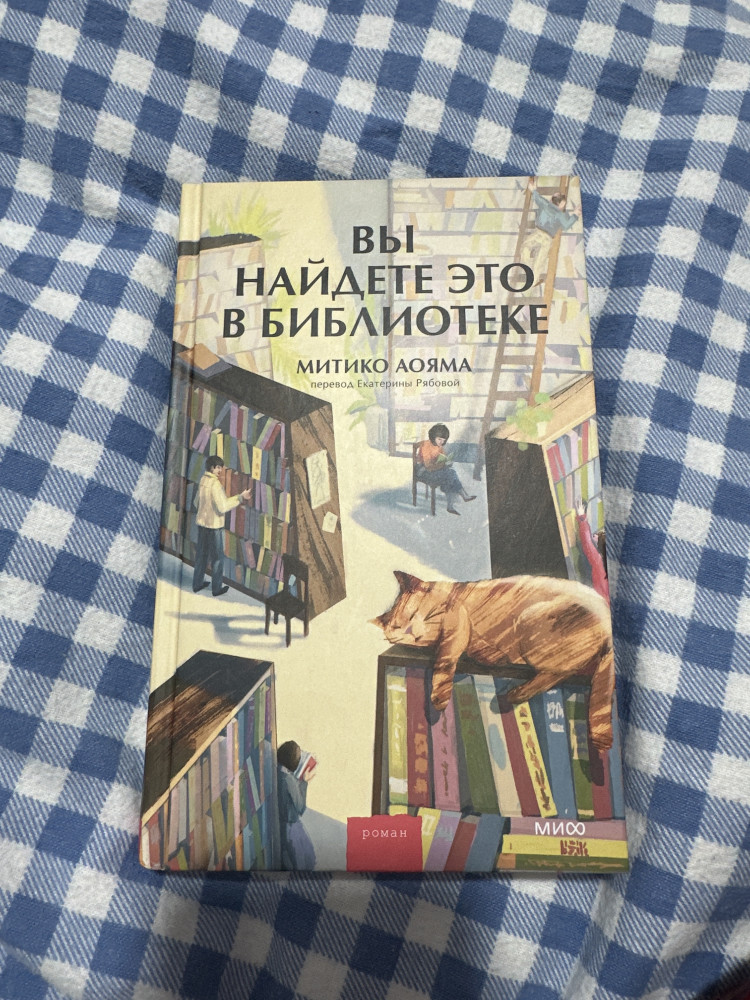 ВЫ
НАЙДЕТЕ ЭТО
В БИБЛИОТЕКЕ
МИТИКО АОЯМА
перевод Екатерины Рябовой
роман
МИФ